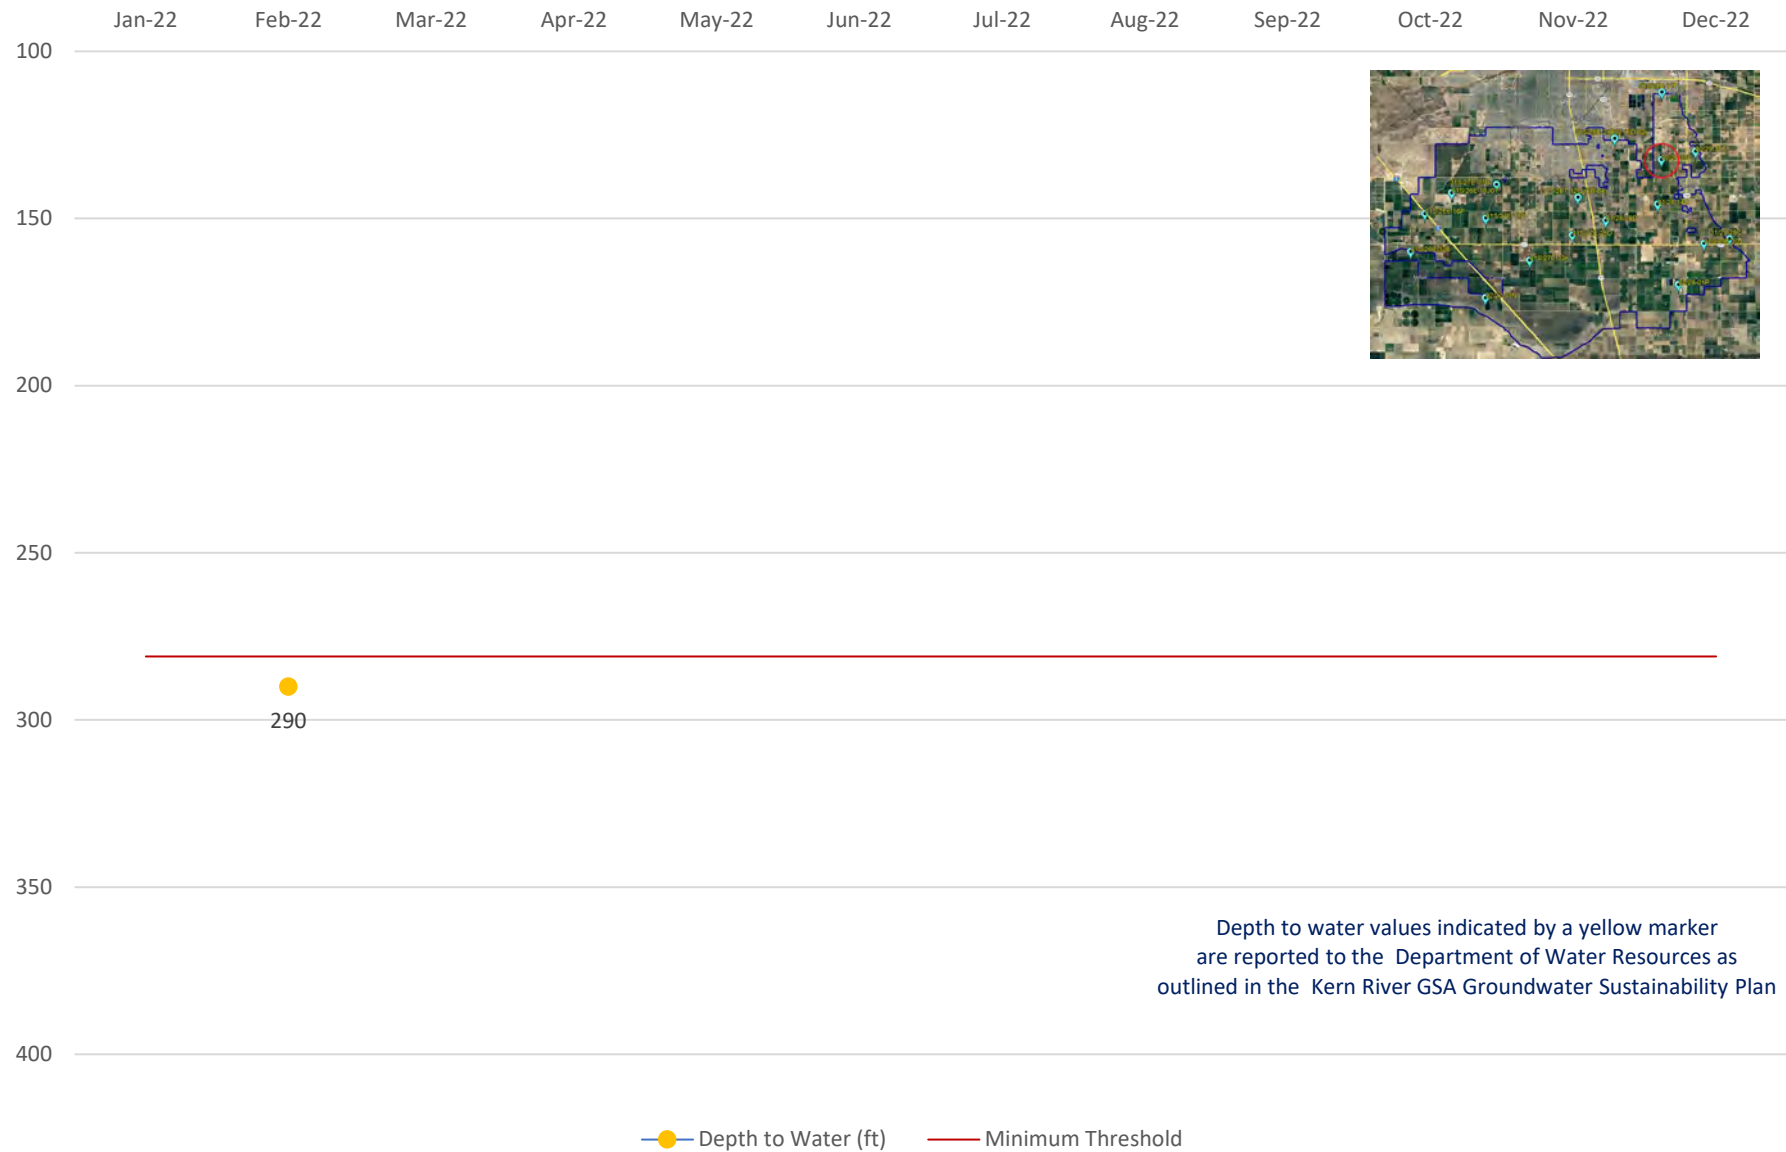 Jan-22 Feb-22 Mar-22 Apr-22 May-22 Jun-22 Jul-22 Aug-22 Sep-22 Oct-22 Nov-22 Dec-22
100
150
200
250
300
350
400
290
Depth to water values indicated by a yellow marker
are reported to the Department of Water Resources as
outlined in the Kern River GSA Groundwater Sustainability Plan
Depth to Water (ft) Minimum Threshold